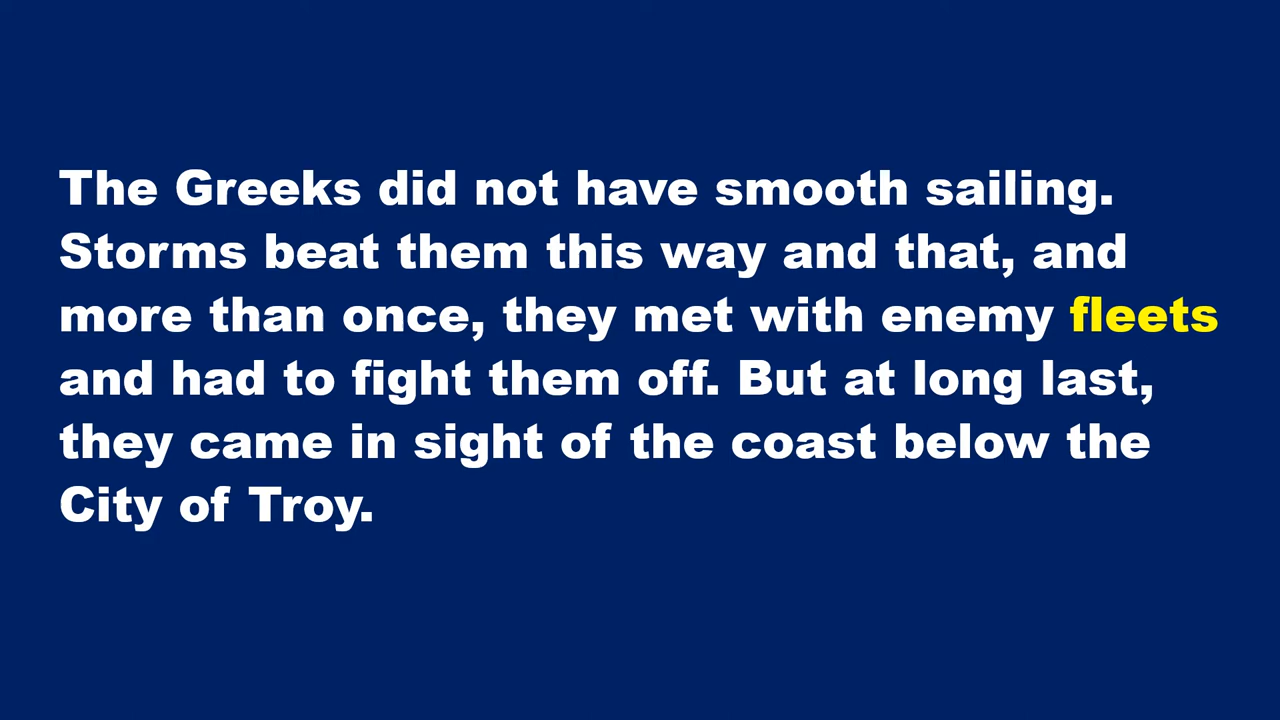 The Greeks did not have smooth sailing.
Storms beat them this way and that, and
more than once, they met with enemy fleets
and had to fight them off. But at long last,
they came in sight of the coast below the
City of Troy.